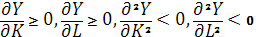 ∂Y/∂K ≥ 0, ∂Y/∂L ≥ 0, ∂²Y/∂K² < 0, ∂²Y/∂L² < 0